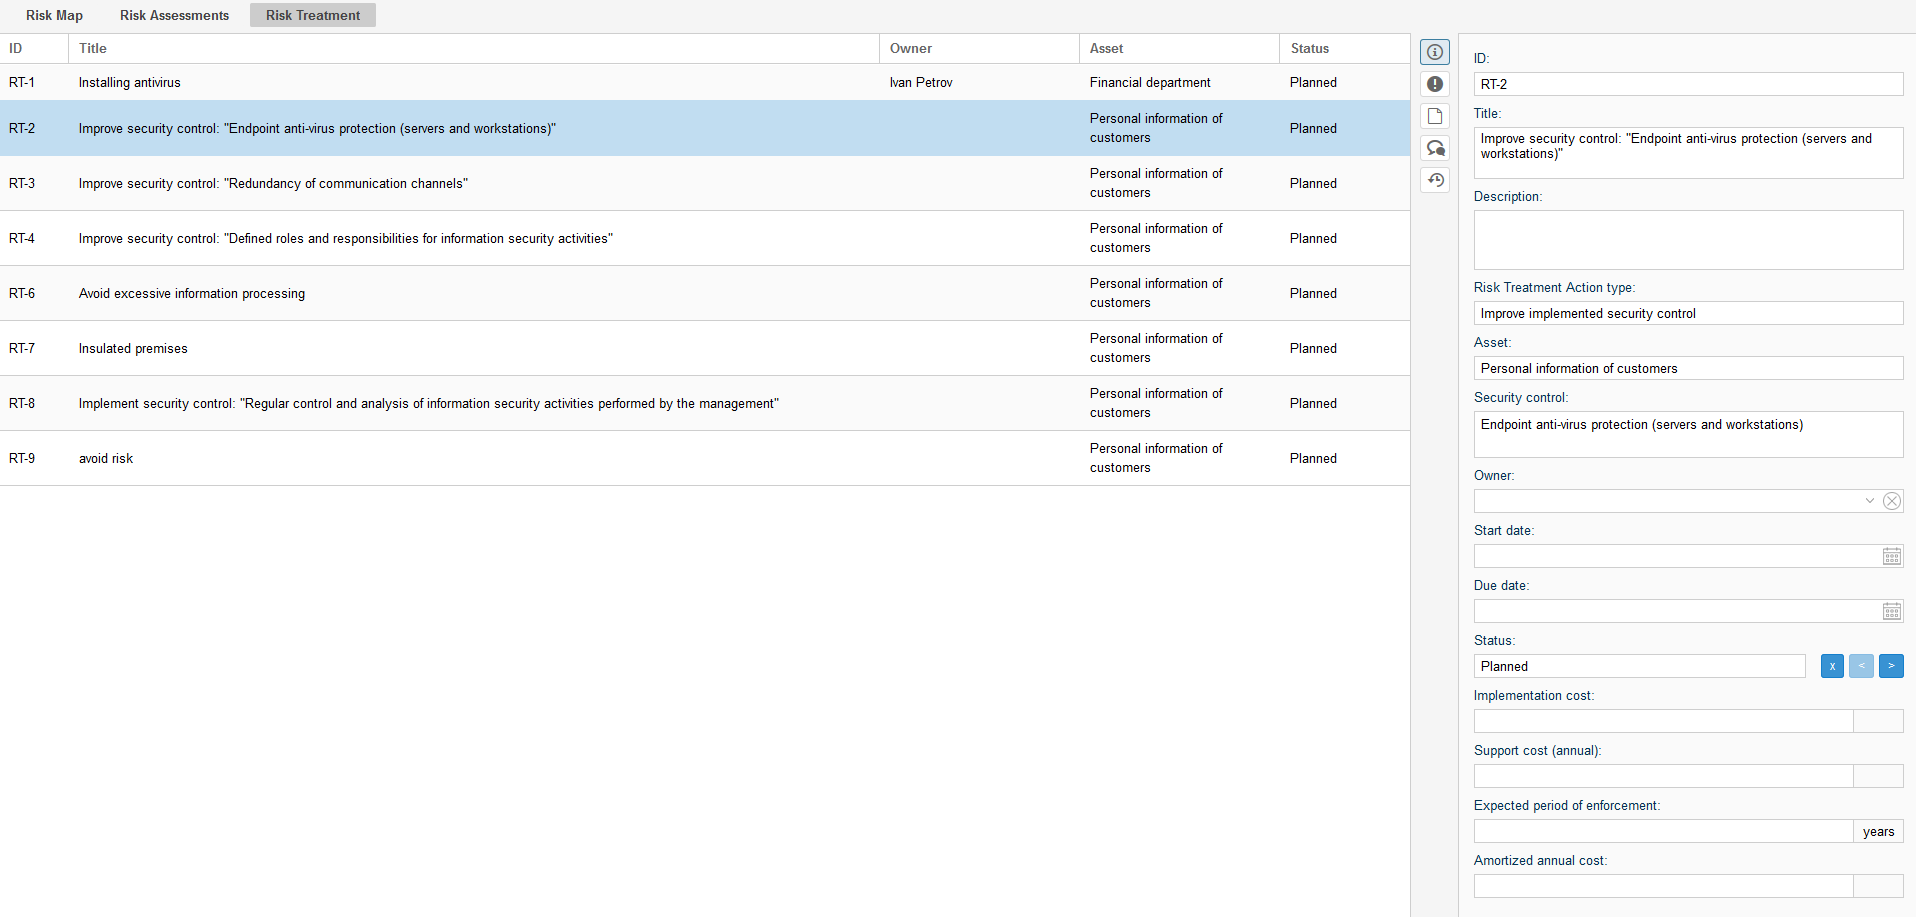 Risk Map Risk Assessments Risk Treatment
ID Title Owner Asset Status
RT-1 Installing antivirus Ivan Petrov Financial department Planned
RT-2 Improve security control: "Endpoint anti-virus protection (servers and workstations)" Personal information of customers Planned
RT-3 Improve security control: "Redundancy of communication channels" Personal information of customers Planned
RT-4 Improve security control: "Defined roles and responsibilities for information security activities" Personal information of customers Planned
RT-6 Avoid excessive information processing Personal information of customers Planned
RT-7 Insulated premises Personal information of customers Planned
RT-8 Implement security control: "Regular control and analysis of information security activities performed by the management" Personal information of customers Planned
RT-9 avoid risk Personal information of customers Planned
ID:
RT-2
Title:
Improve security control: "Endpoint anti-virus protection (servers and
workstations)"
Description:
Risk Treatment Action type:
Improve implemented security control
Asset:
Personal information of customers
Security control:
Endpoint anti-virus protection (servers and workstations)
Owner:
Start date:
Due date:
Status:
Planned x < >
Implementation cost:
Support cost (annual):
Expected period of enforcement:
years
Amortized annual cost: